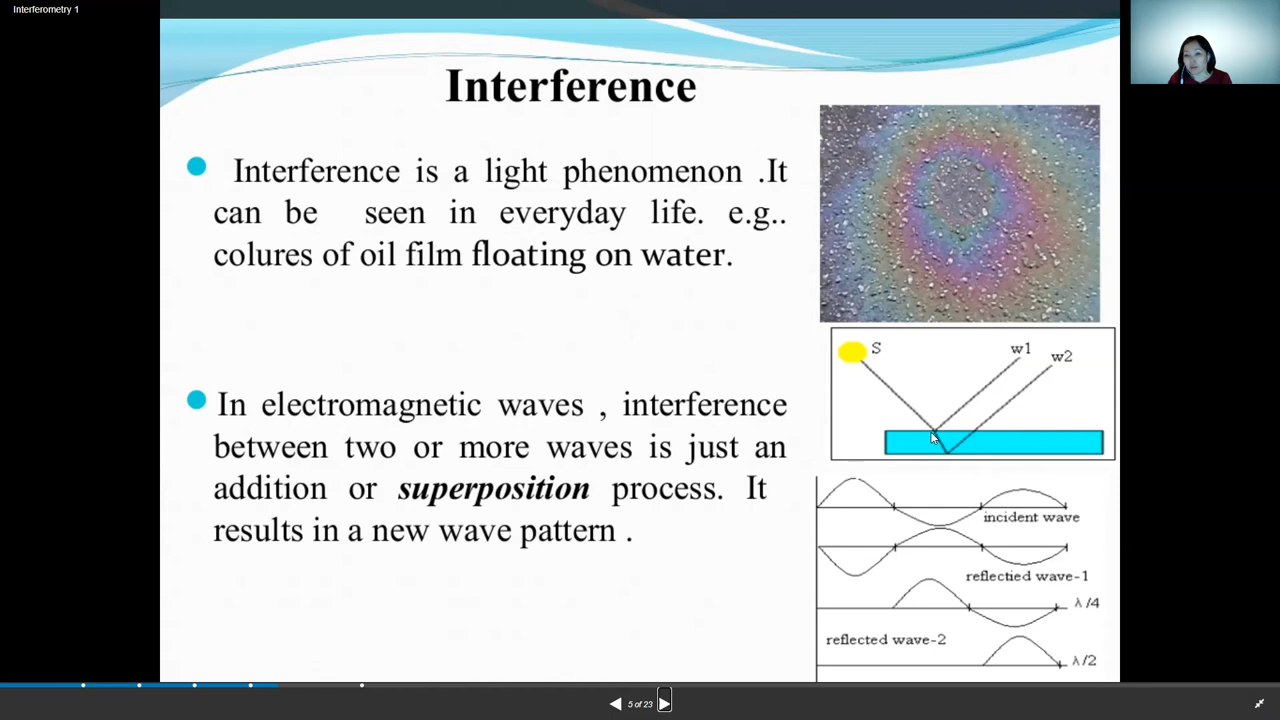 Interferometry 1
Interference
Interference is a light phenomenon .It
can be seen in everyday life. e.g..
colures of oil film floating on water.
In electromagnetic waves , interference
between two or more waves is just an
addition or superposition process. It
results in a new wave pattern .
S
w1
w2
incident wave
reflectied wave-1
λ/4
reflected wave-2
λ/2
5 of 23